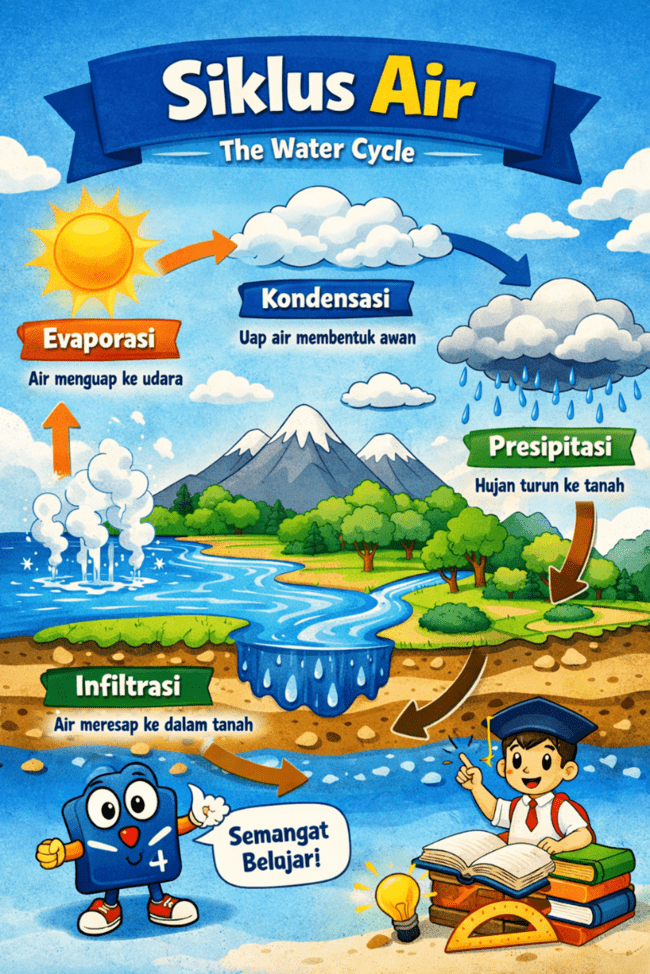 Siklus Air
The Water Cycle
Evaporasi
Air menguap ke udara
Kondensasi
Uap air membentuk awan
Presipitasi
Hujan turun ke tanah
Infiltrasi
Air meresap ke dalam tanah
Semangat
Belajar!
4